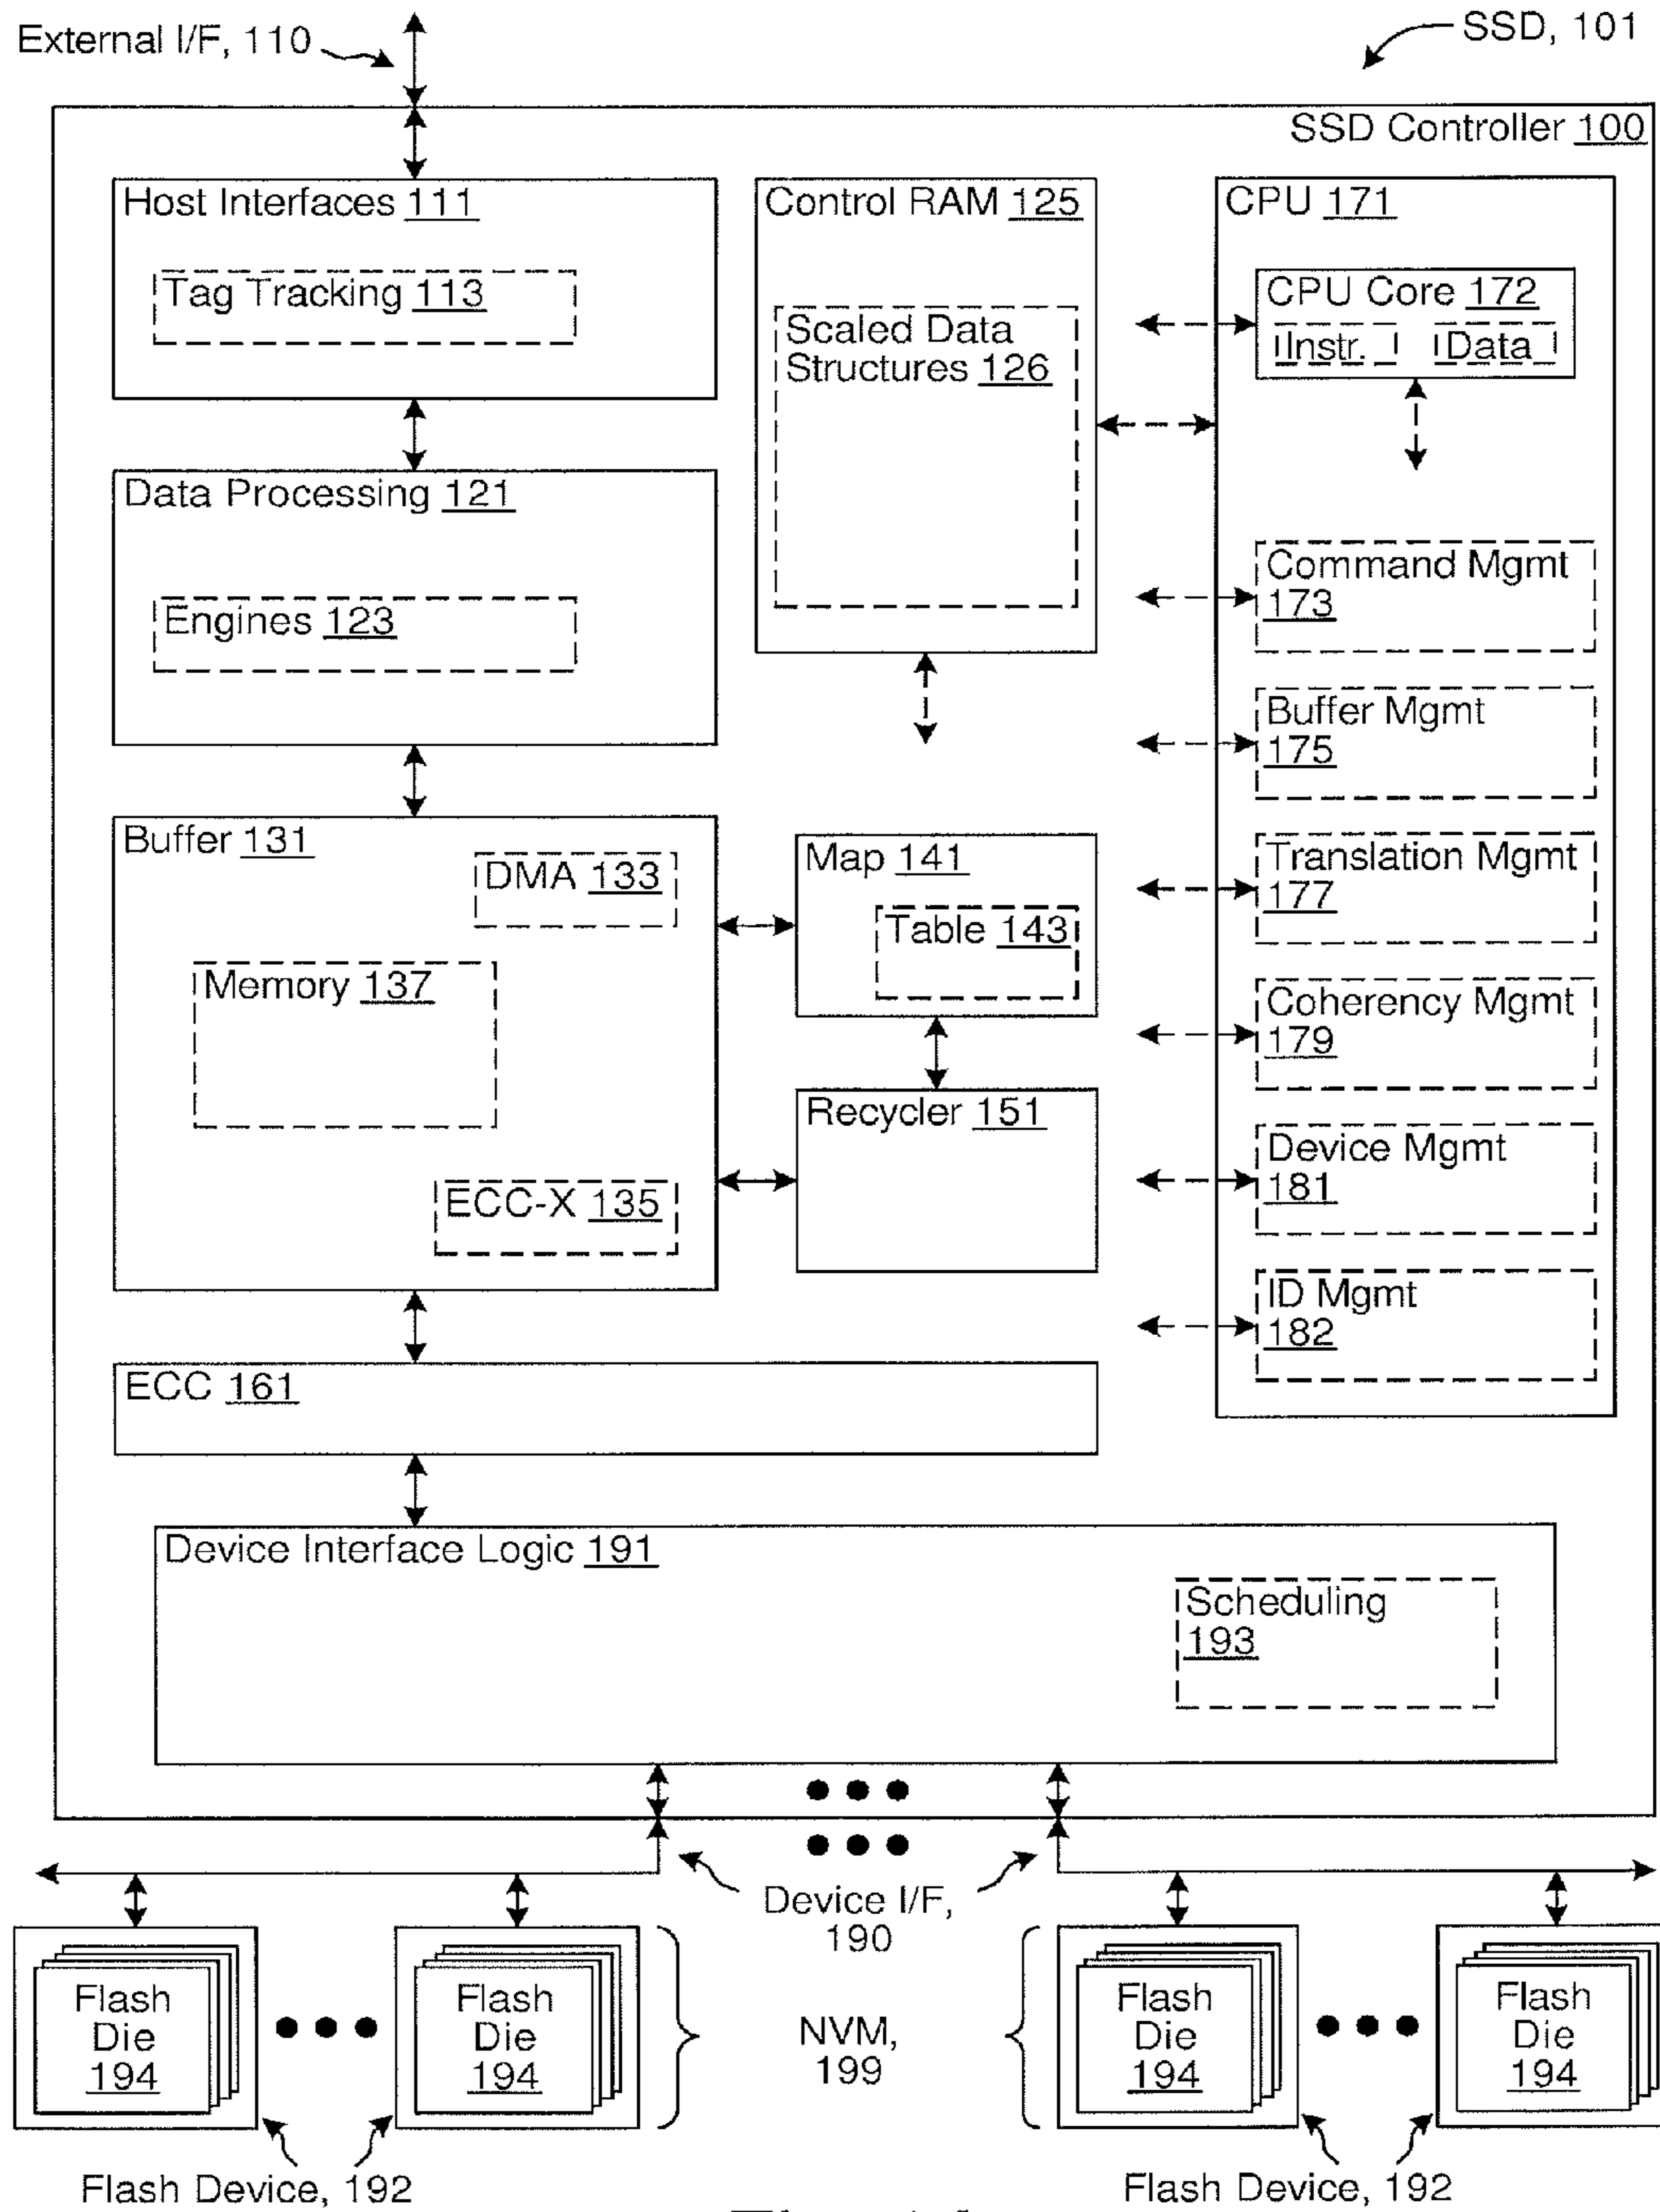 External I/F, 110
SSD, 101
SSD Controller 100
Host Interfaces 111
Tag Tracking 113
Data Processing 121
Engines 123
Buffer 131
DMA 133
Memory 137
ECC-X 135
Control RAM 125
Scaled Data
Structures 126
Map 141
Table 143
Recycler 151
CPU 171
CPU Core 172
Instr.
Data
Command Mgmt
173
Buffer Mgmt
175
Translation Mgmt
177
Coherency Mgmt
179
Device Mgmt
181
ID Mgmt
182
ECC 161
Device Interface Logic 191
Scheduling
193
Device I/F,
190
Flash
Die
194
Flash
Die
194
NVM,
199
Flash
Die
194
Flash
Die
194
Flash Device, 192
Flash Device, 192